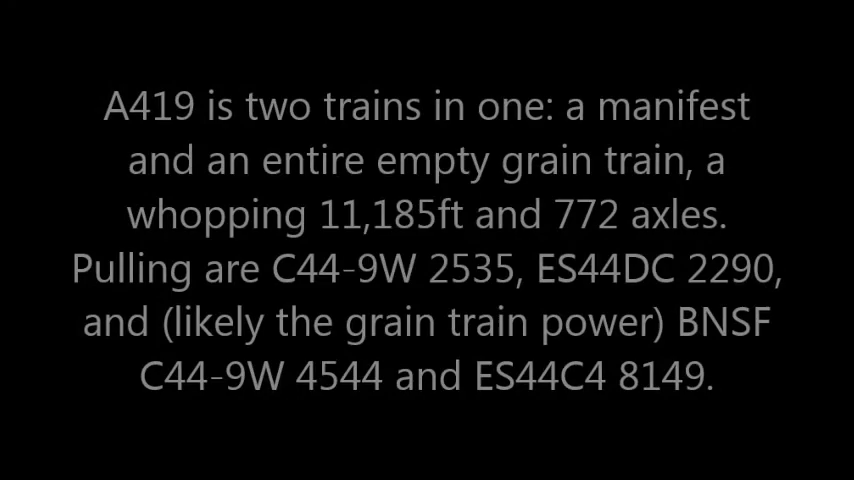 A419 is two trains in one: a manifest
and an entire empty grain train, a
whopping 11,185ft and 772 axles.
Pulling are C44-9W 2535, ES44DC 2290,
and (likely the grain train power) BNSF
C44-9W 4544 and ES44C4 8149.